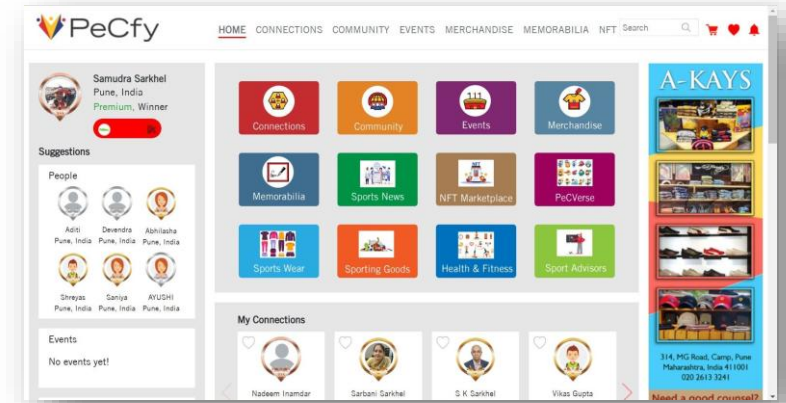 PeCfy
HOME CONNECTIONS COMMUNITY EVENTS MERCHANDISE MEMORABILIA NFT Search
Samudra Sarkhel
Pune, India
Premium, Winner
Suggestions
People
Aditi Devendra Abhilasha
Pune, India Pune, India Pune, India
Shreyas Saniya AYUSHI
Pune, India Pune, India Pune, India
Events
No events yet!
Connections Community Events Merchandise
Memorabilia Sports News NFT Marketplace PeCVerse
Sports Wear Sporting Goods Health & Fitness Sport Advisors
My Connections
Nadeem Inamdar Sarbani Sarkhel S K Sarkhel Vikas Gupta
A-KAYS
314, MG Road, Camp, Pune
Maharashtra, India 411001
020 2613 3241
Need a good counsel?